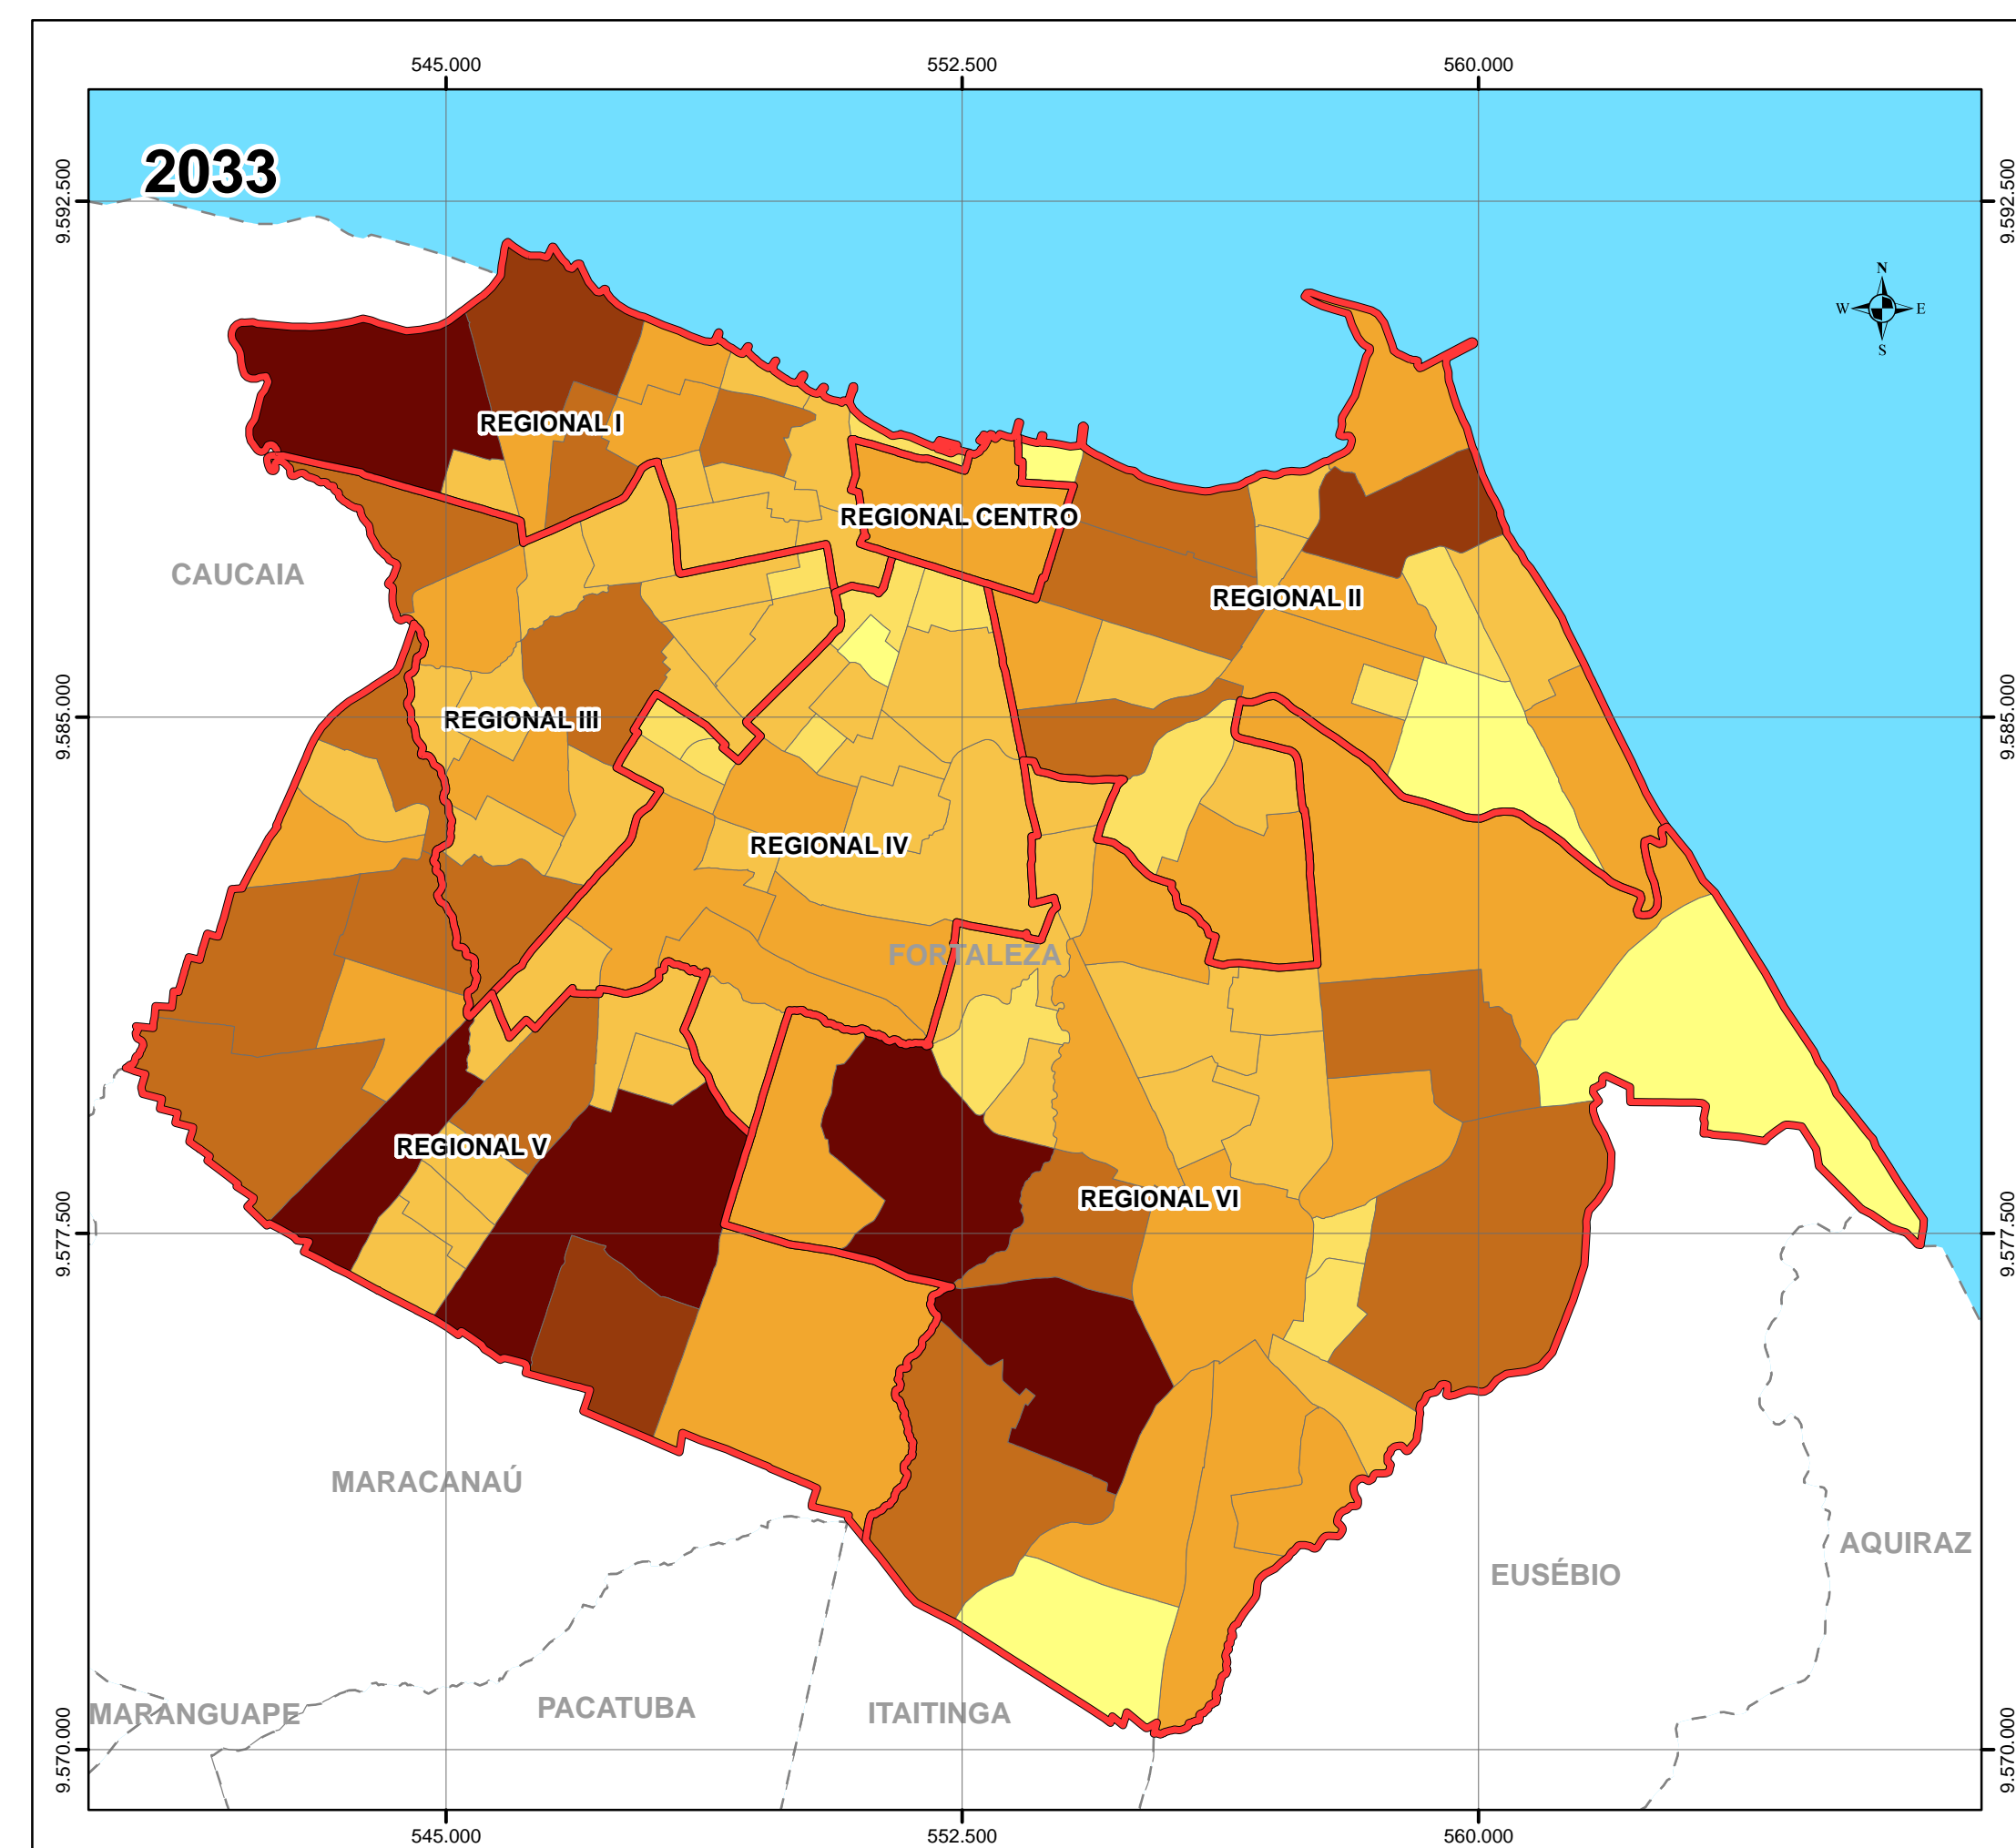 545.000
552.500
560.000
2033
9.592.500
9.592.500
N
W
E
S
REGIONAL I
REGIONAL CENTRO
CAUCAIA
REGIONAL II
9.585.000
9.585.000
REGIONAL III
REGIONAL IV
FORTALEZA
REGIONAL V
REGIONAL VI
9.577.500
9.577.500
MARACANAÚ
AQUIRAZ
EUSÉBIO
MARANGUAPE
PACATUBA
ITAITINGA
9.570.000
9.570.000
545.000
552.500
560.000